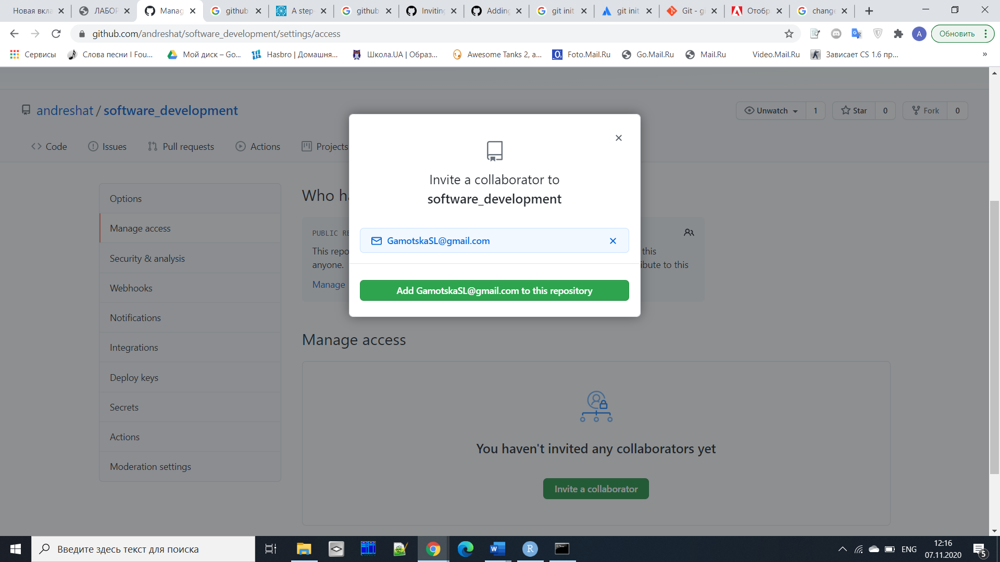 Новая вкла
ЛАБОР
Manag
github
A step
github
Inviting
Adding
git init
git init
Git - gi
Отобр
change
github.com/andreshat/software_development/settings/access
A
Обновить
Сервисы
Слова песни I Fou...
Мой диск – Go...
Hasbro | Домашня...
Школа.UA | Образ...
Awesome Tanks 2, a...
Foto.Mail.Ru
Go.Mail.Ru
Mail.Ru
Video.Mail.Ru
Зависает CS 1.6 пр...
»
andreshat / software_development
Unwatch 1
Star 0
Fork 0
Code
Issues
Pull requests
Actions
Projects
Options
Manage access
Security & analysis
Webhooks
Notifications
Integrations
Deploy keys
Secrets
Actions
Moderation settings
Who ha
PUBLIC RE
This repo
anyone.
Manage
this
ibute to this
Invite a collaborator to
software_development
GamotskaSL@gmail.com
Add GamotskaSL@gmail.com to this repository
Manage access
You haven't invited any collaborators yet
Invite a collaborator
Введите здесь текст для поиска
W
R
ENG
12:16
07.11.2020
5